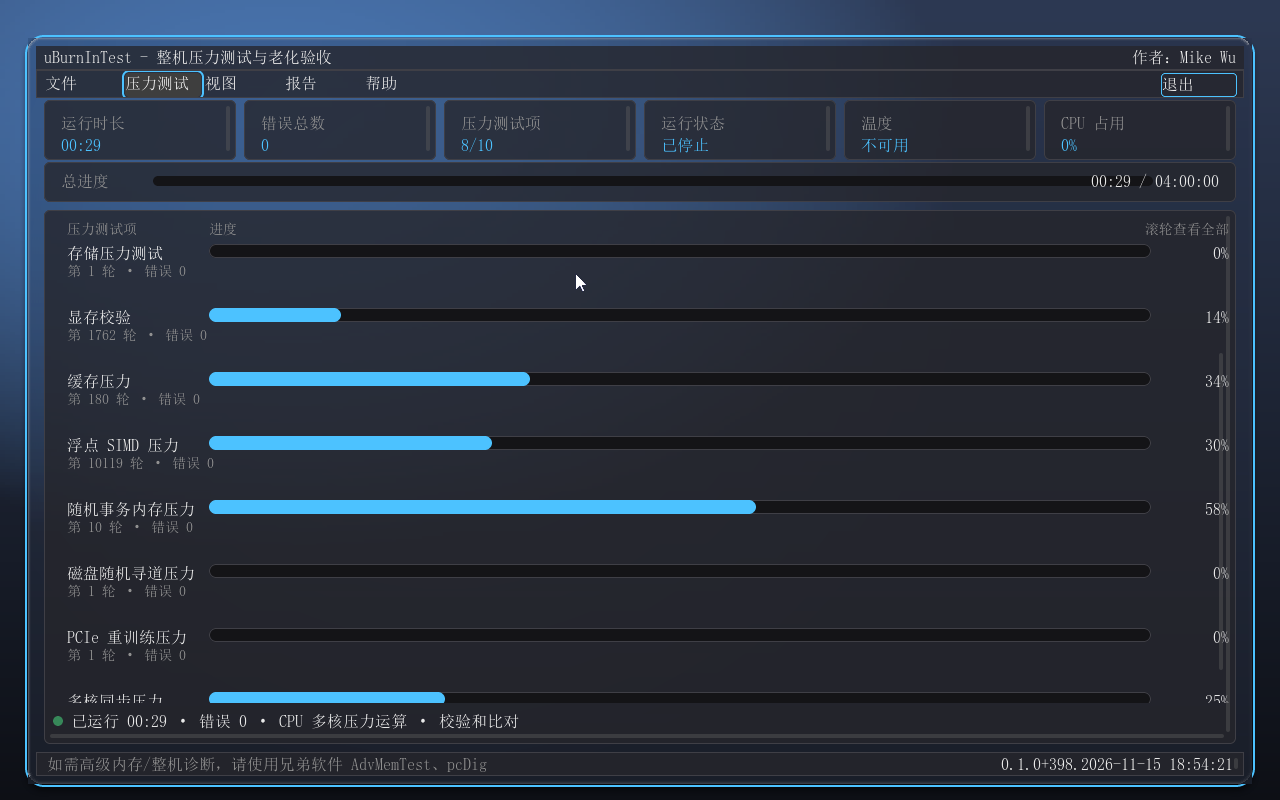 uBurnInTest - 整机压力测试与老化验收
作者: Mike Wu
文件 压力测试 视图 报告 帮助 退出
运行时长 错误总数 压力测试项 运行状态 温度 CPU 占用
00:29 0 8/10 已停止 不可用 0%
总进度 00:29 / 04:00:00
压力测试项 进度 滚轮查看全部
存储压力测试 0%
第 1 轮 • 错误 0
显存校验 14%
第 1762 轮 • 错误 0
缓存压力 34%
第 180 轮 • 错误 0
浮点 SIMD 压力 30%
第 10119 轮 • 错误 0
随机事务内存压力 58%
第 10 轮 • 错误 0
磁盘随机寻道压力 0%
第 1 轮 • 错误 0
PCIe 重训练压力 0%
第 1 轮 • 错误 0
多核同步压力 25%
已运行 00:29 • 错误 0 • CPU 多核压力运算 • 校验和比对
如需高级内存/整机诊断, 请使用兄弟软件 AdvMemTest、pcDig
0.1.0+398.2026-11-15 18:54:21